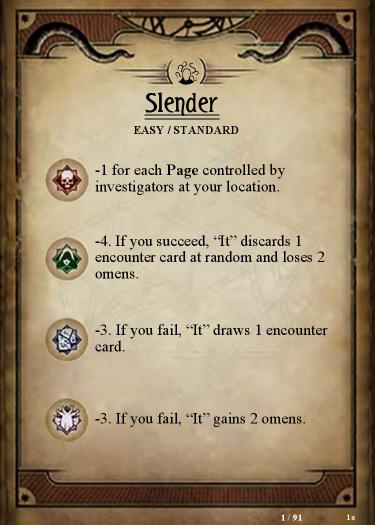 Slender
EASY / STANDARD
-1 for each Page controlled by
investigators at your location.
-4. If you succeed, “It” discards 1
encounter card at random and loses 2
omens.
-3. If you fail, “It” draws 1 encounter
card.
-3. If you fail, “It” gains 2 omens.
1 / 91 1a